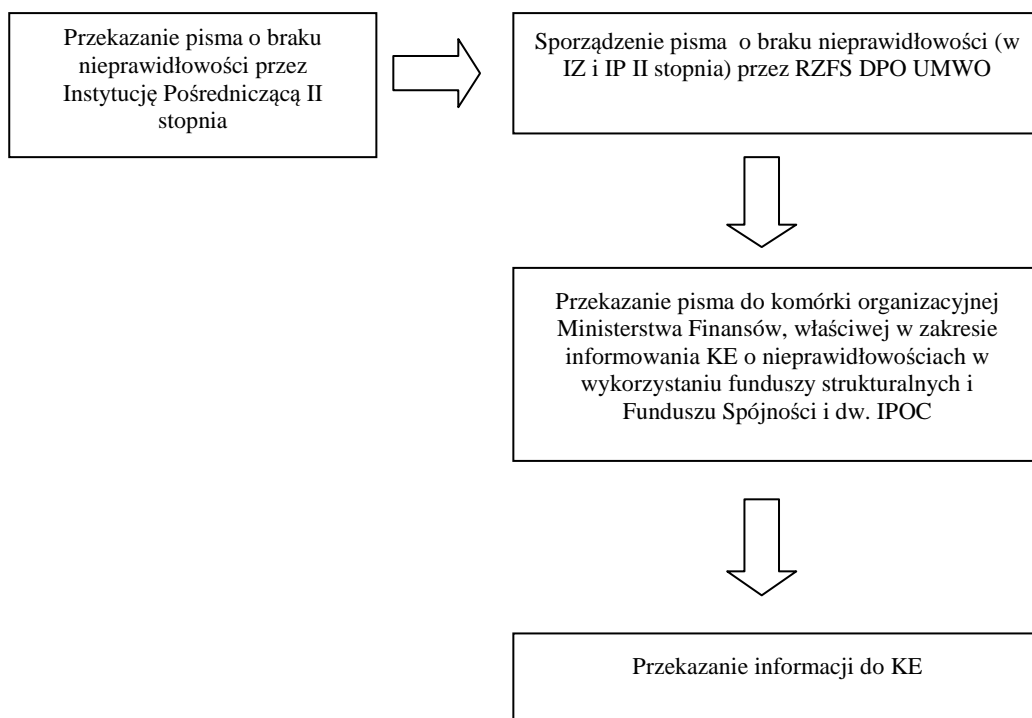 Przekazanie pisma o braku
nieprawidłowości przez
Instytucję Pośredniczącą II
stopnia
Sporządzenie pisma o braku nieprawidłowości (w
IZ i IP II stopnia) przez RZFS DPO UMWO
Przekazanie pisma do komórki organizacyjnej
Ministerstwa Finansów, właściwej w zakresie
informowania KE o nieprawidłowościach w
wykorzystaniu funduszy strukturalnych i
Funduszu Spójności i dw. IPOC
Przekazanie informacji do KE